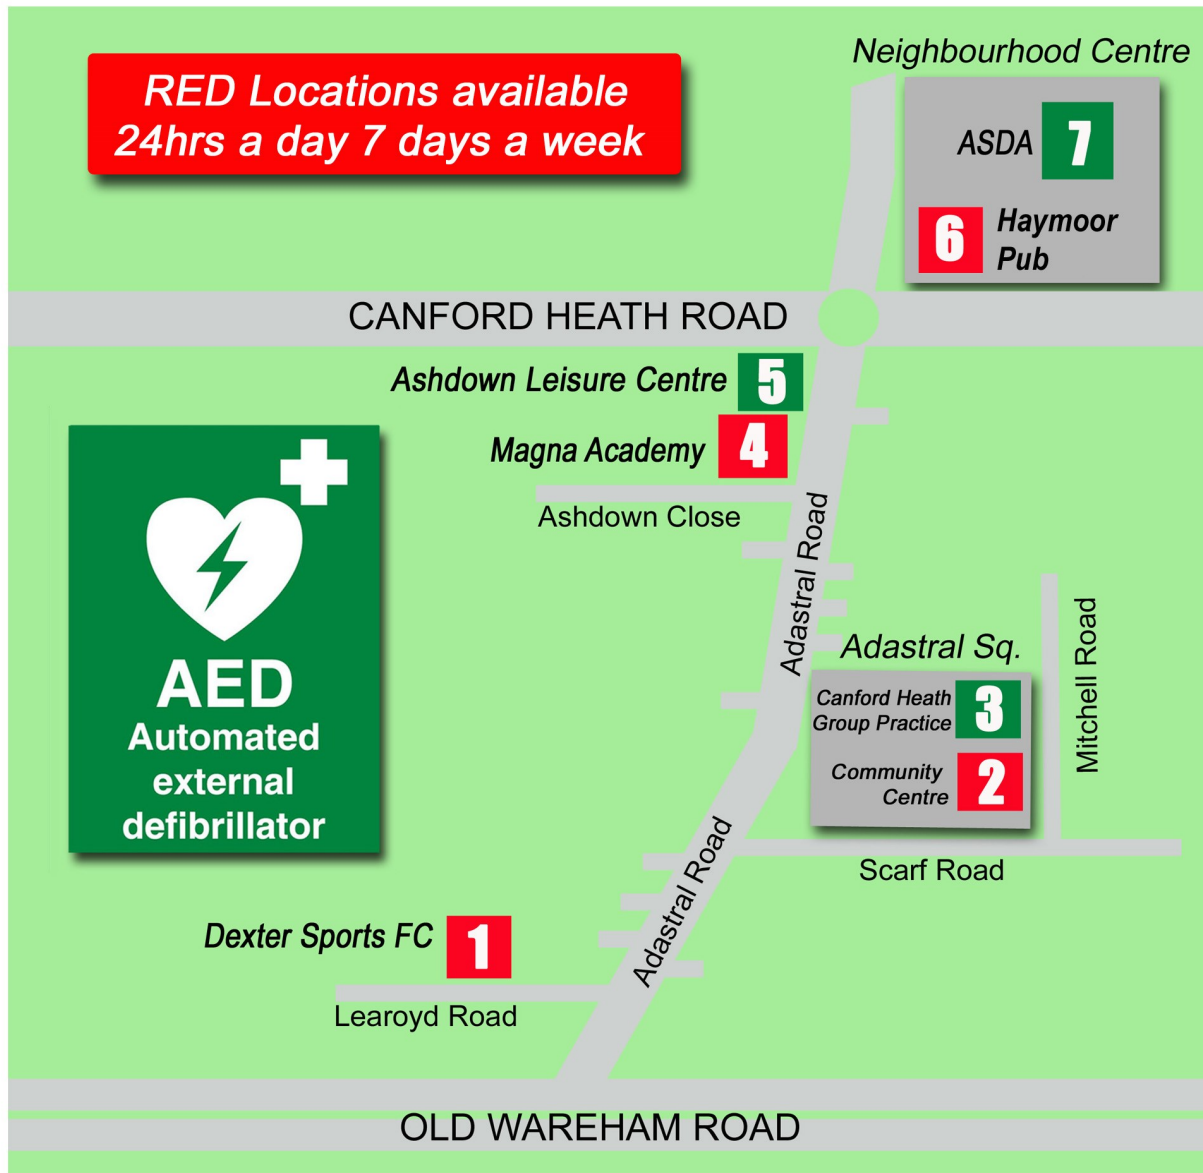 RED Locations available
24hrs a day 7 days a week
Neighbourhood Centre
ASDA 7
6 Haymoor
Pub
CANFORD HEATH ROAD
Ashdown Leisure Centre 5
Magna Academy 4
Ashdown Close
Adastral Road
AED
Automated
external
defibrillator
Adastral Sq.
Canford Heath
Group Practice
3
Community
Centre
2
Mitchell Road
Scarf Road
Adastral Road
Dexter Sports FC 1
Learoyd Road
OLD WAREHAM ROAD